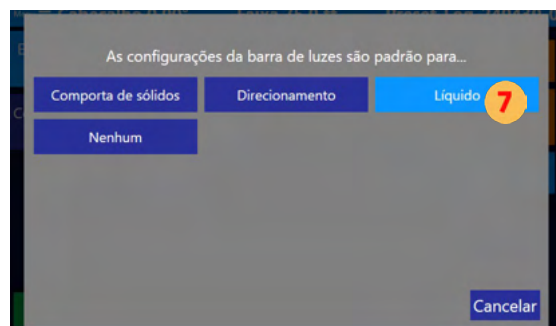 As configurações da barra de luzes são padrão para...
Comporta de sólidos Direcionamento Líquido 7
Nenhum
Cancelar